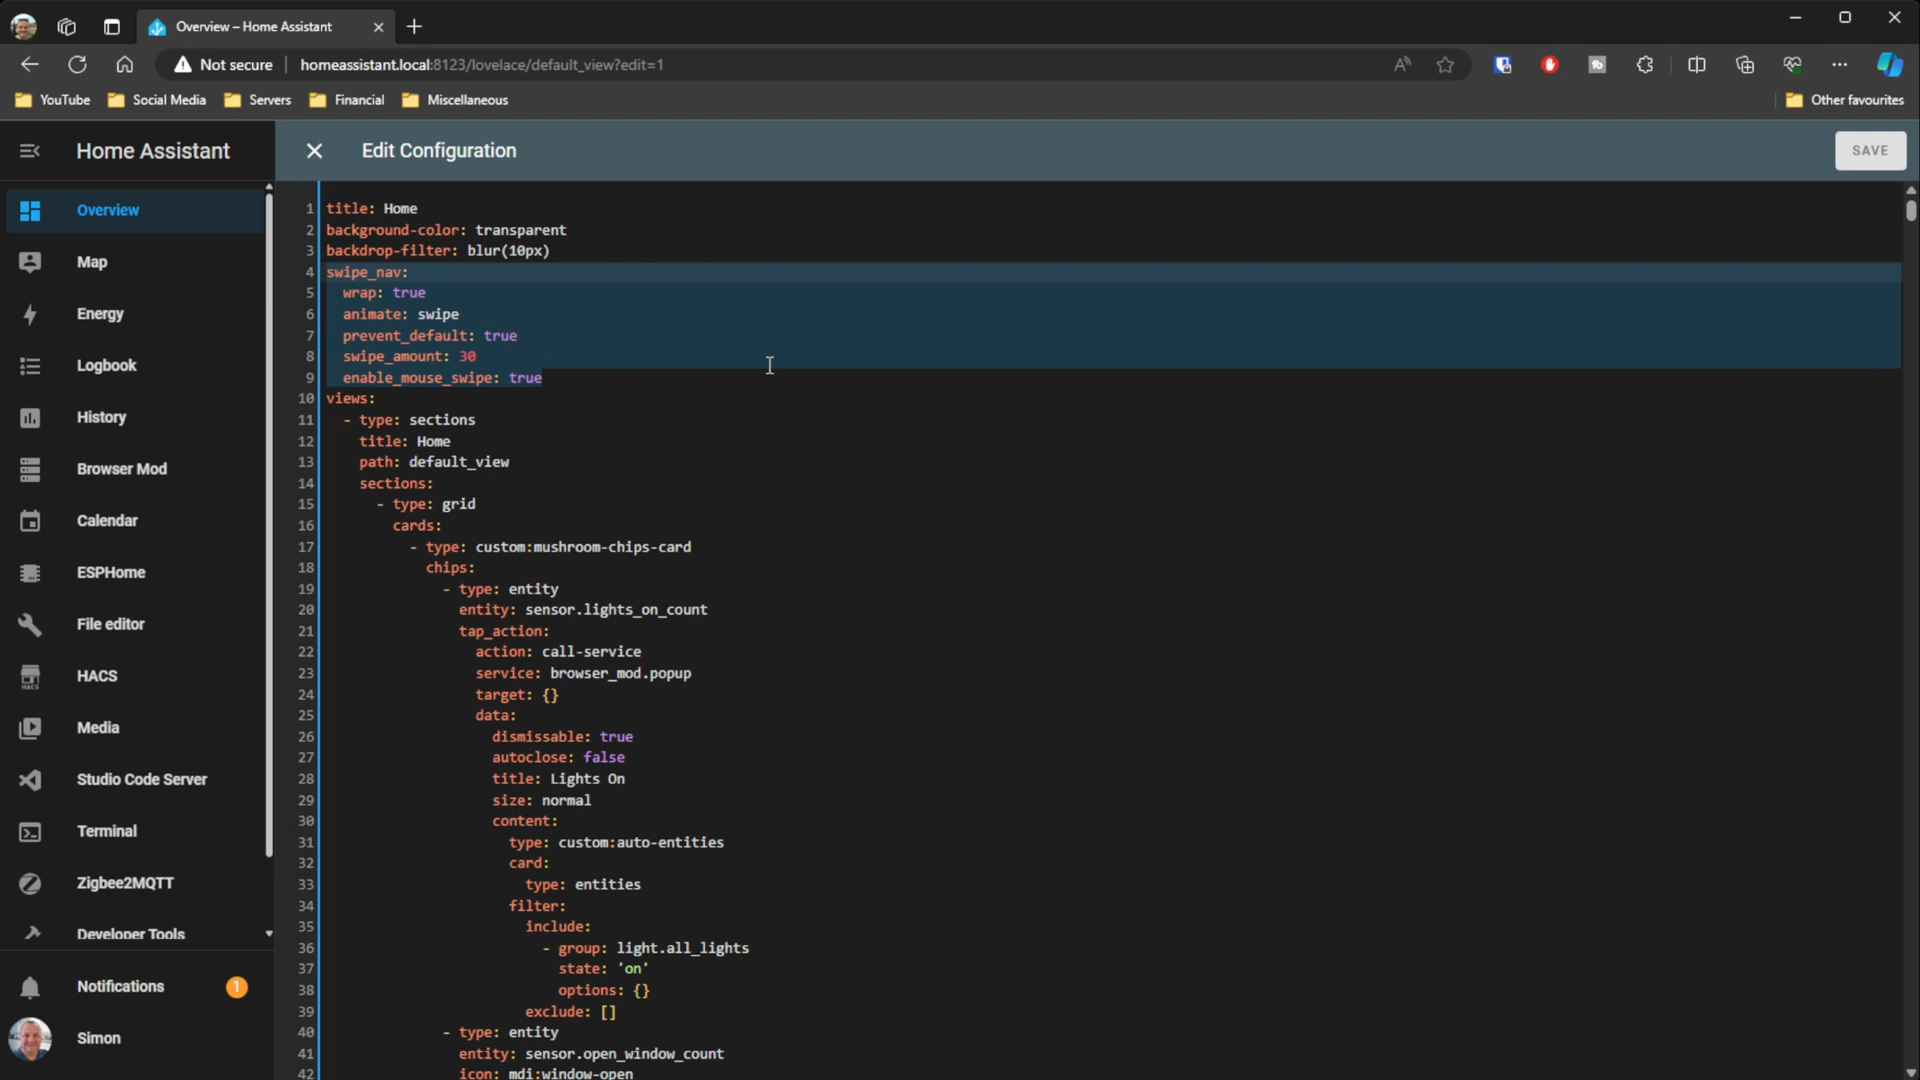 Overview – Home Assistant
Not secure homeassistant.local:8123/lovelace/default_view?edit=1
YouTube Social Media Servers Financial Miscellaneous Other favourites
Home Assistant
Edit Configuration
SAVE
Overview
Map
Energy
Logbook
History
Browser Mod
Calendar
ESPHome
File editor
HACS
HACS
Media
Studio Code Server
Terminal
Zigbee2MQTT
Developer Tools
Notifications 1
Simon
1 title: Home
2 background-color: transparent
3 backdrop-filter: blur(10px)
4 swipe_nav:
5 wrap: true
6 animate: swipe
7 prevent_default: true
8 swipe_amount: 30
9 enable_mouse_swipe: true
10 views:
11 - type: sections
12 title: Home
13 path: default_view
14 sections:
15 - type: grid
16 cards:
17 - type: custom:mushroom-chips-card
18 chips:
19 - type: entity
20 entity: sensor.lights_on_count
21 tap_action:
22 action: call-service
23 service: browser_mod.popup
24 target: {}
25 data:
26 dismissable: true
27 autoclose: false
28 title: Lights On
29 size: normal
30 content:
31 type: custom:auto-entities
32 card:
33 type: entities
34 filter:
35 include:
36 - group: light.all_lights
37 state: 'on'
38 options: {}
39 exclude: []
40 - type: entity
41 entity: sensor.open_window_count
42 icon: mdi:window-open